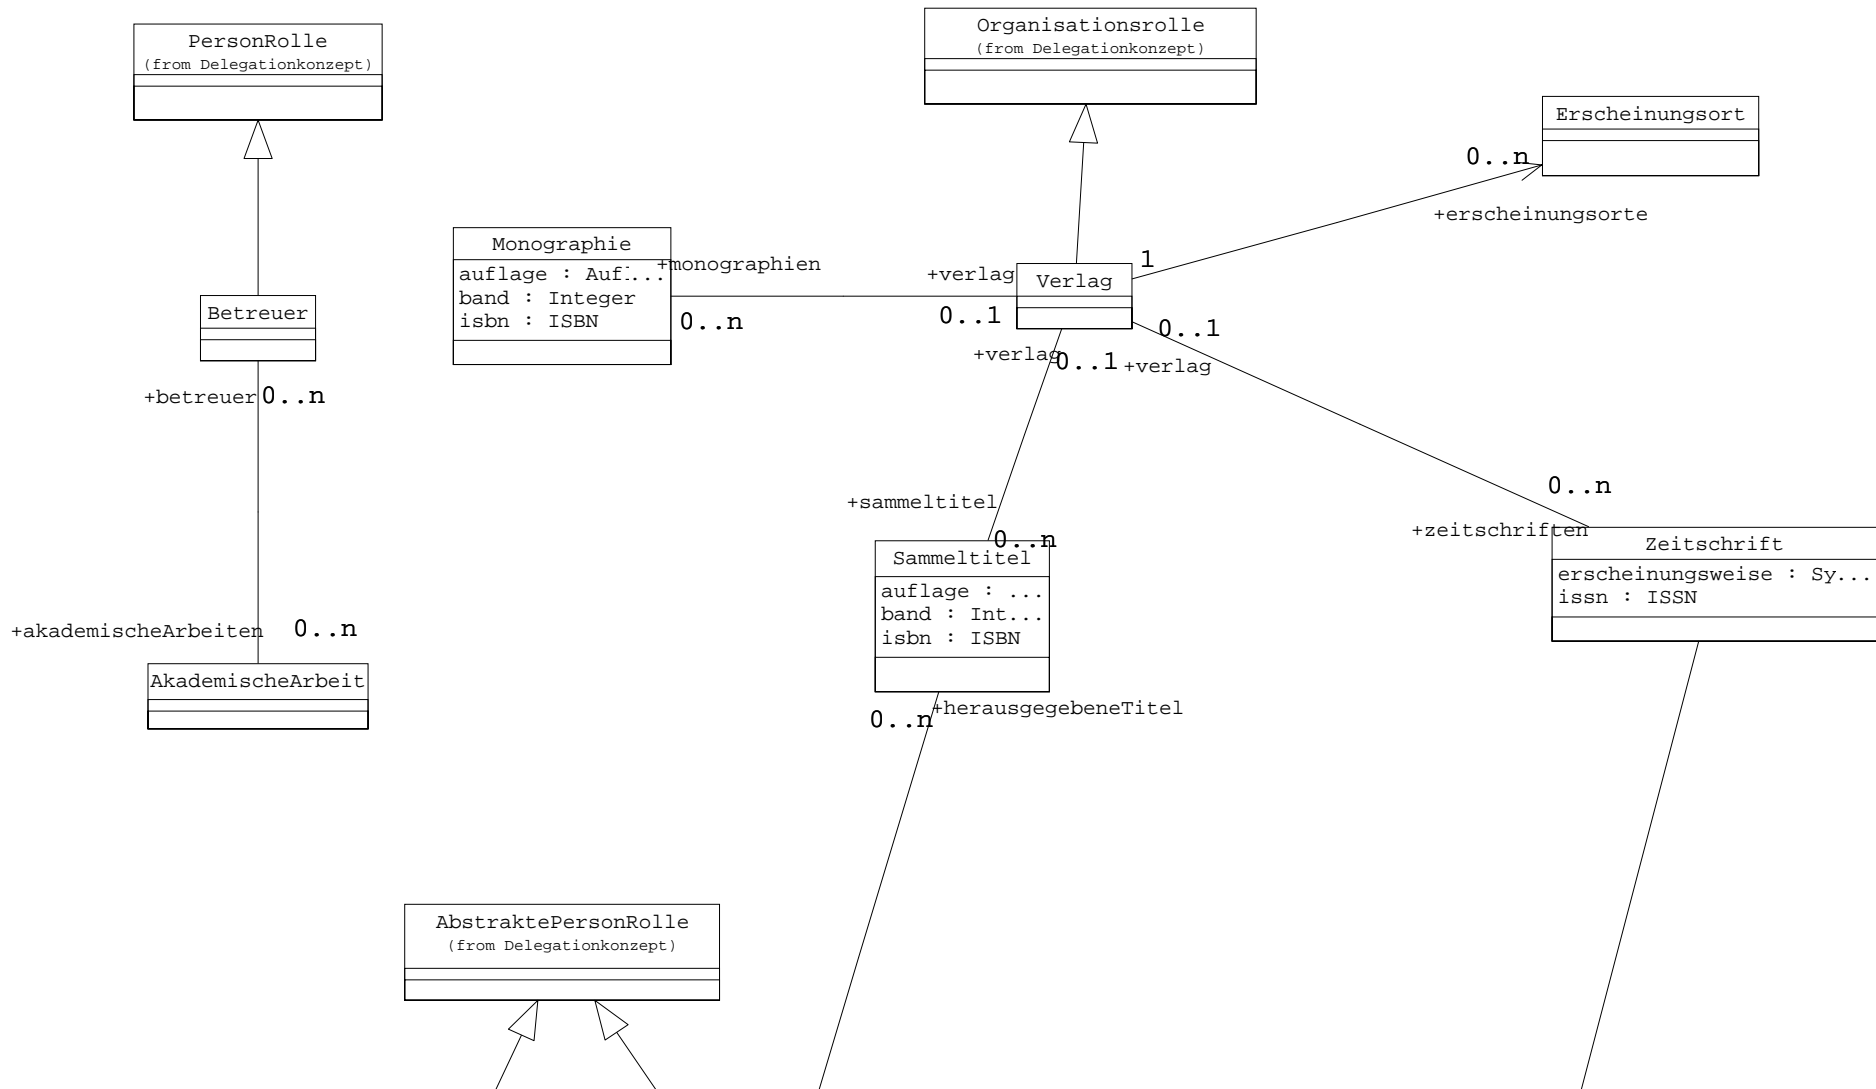 PersonRolle
(from Delegationkonzept)
Organisationsrolle
(from Delegationkonzept)
Erscheinungsort
0..n
+erscheinungsorte
Monographie
auflage : Auf...
band : Integer
isbn : ISBN
+monographien
0..n
+verlag
0..1
Verlag
1
0..1
+verlag
+verlag
0..1
Betreuer
+betreuer
0..n
+sammeltitel
0..n
Sammeltitel
auflage : ...
band : Int...
isbn : ISBN
0..n
+herausgegebeneTitel
0..n
+zeitschriften
Zeitschrift
erscheinungsweise : Sy...
issn : ISSN
+akademischeArbeiten
0..n
AkademischeArbeit
AbstraktePersonRolle
(from Delegationkonzept)